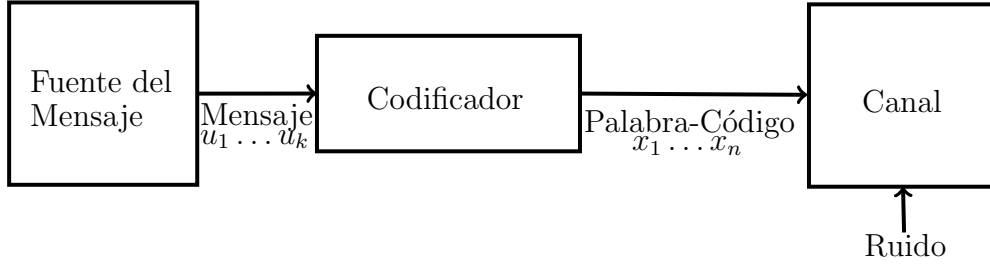 Fuente del
Mensaje
Mensaje
u₁ … uₖ
Codificador
Palabra-Código
x₁ … xₙ
Canal
Ruido